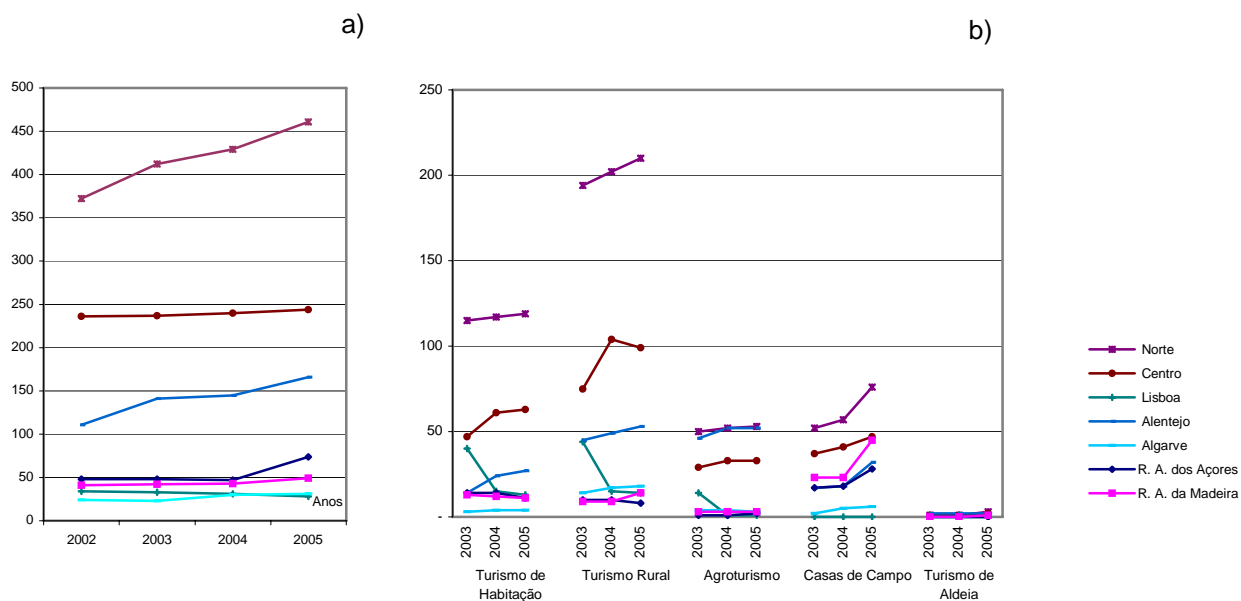 a)
b)
500
450
400
350
300
250
200
150
100
50
0
Anos
2002 2003 2004 2005
250
200
150
100
50
-
2003 2004 2005 2003 2004 2005 2003 2004 2005 2003 2004 2005 2003 2004 2005
Turismo de Habitação
Turismo Rural
Agroturismo
Casas de Campo
Turismo de Aldeia
Norte
Centro
Lisboa
Alentejo
Algarve
R. A. dos Açores
R. A. da Madeira